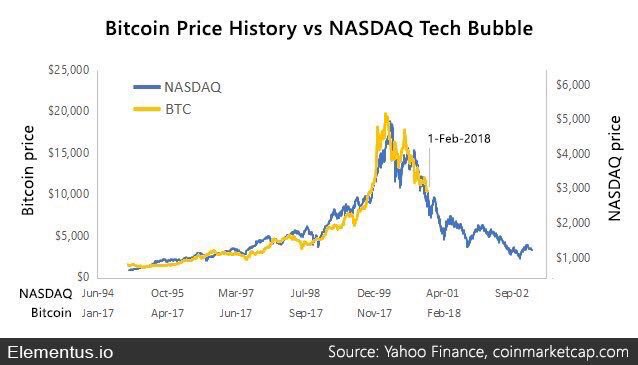 Bitcoin Price History vs NASDAQ Tech Bubble
$25,000
$20,000
$15,000
$10,000
$5,000
$0
Bitcoin price
NASDAQ
BTC
1-Feb-2018
$6,000
$5,000
$4,000
$3,000
$2,000
$1,000
NASDAQ price
NASDAQ Jun-94 Oct-95 Mar-97 Jul-98 Dec-99 Apr-01 Sep-02
Bitcoin Jan-17 Apr-17 Jun-17 Sep-17 Nov-17 Feb-18
Elementus.io
Source: Yahoo Finance, coinmarketcap.com